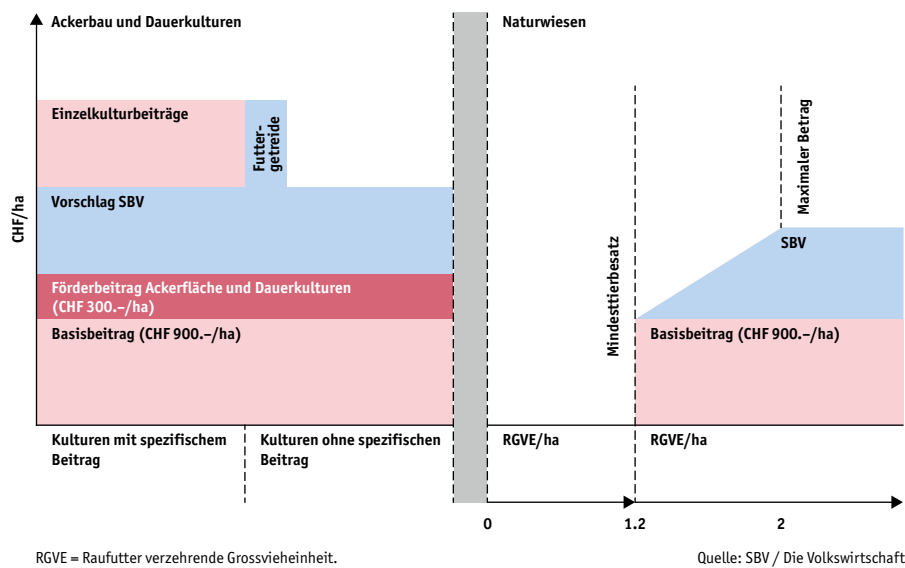 Ackerbau und Dauerkulturen
Naturwiesen
CHF/ha
Einzelkulturbeiträge
Futter-
getreide
Vorschlag SBV
Förderbeitrag Ackerfläche und Dauerkulturen
(CHF 300.–/ha)
Basisbeitrag (CHF 900.–/ha)
Mindesttierbesatz
Maximaler Betrag
SBV
Basisbeitrag (CHF 900.–/ha)
Kulturen mit spezifischem
Beitrag
Kulturen ohne spezifischen
Beitrag
RGVE/ha
RGVE/ha
0
1.2
2
RGVE = Raufutter verzehrende Grossvieheinheit.
Quelle: SBV / Die Volkswirtschaft